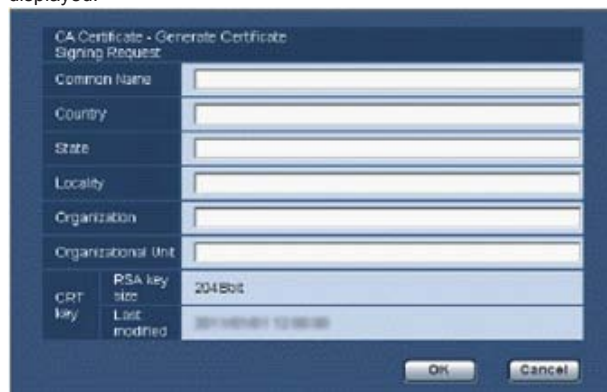 displayed.
CA Certificate - Generate Certificate
Signing Request
Common Name
Country
State
Locality
Organization
Organizational Unit
CRT key
RSA key size
2048bit
Last modified
OK
Cancel